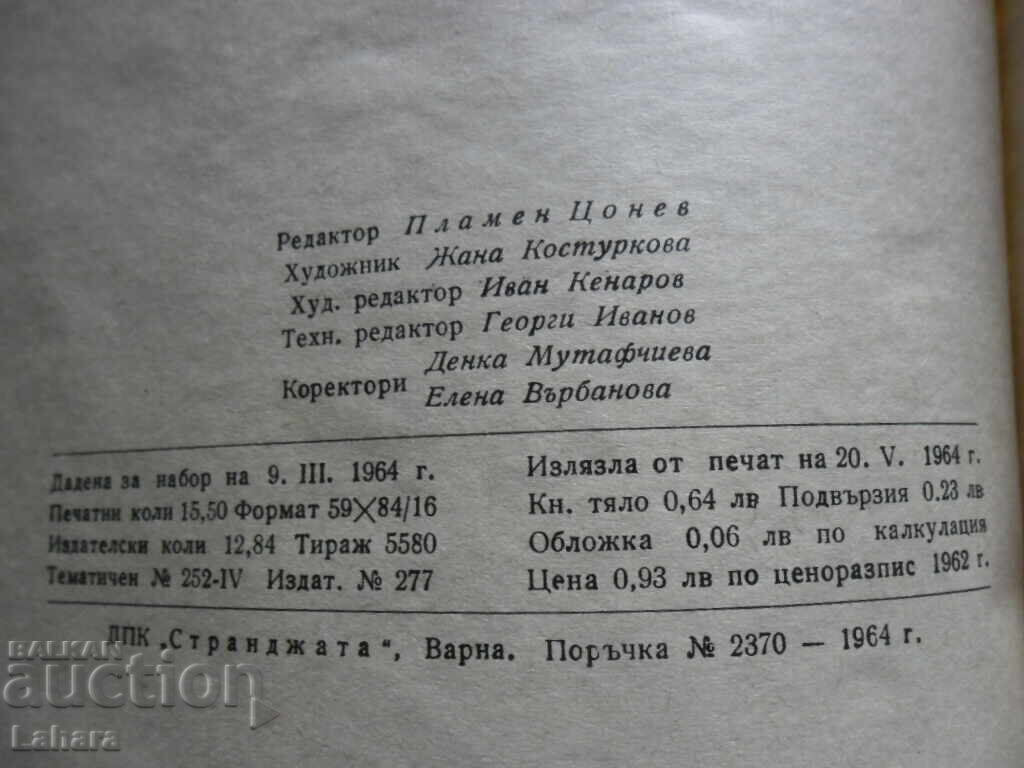 Редактор Пламен Цонев
Художник Жана Костуркова
Худ. редактор Иван Кенаров
Техн. редактор Георги Иванов
Коректори Денка Мутафчиева
Елена Върбанова
Дадена за набор на 9. III. 1964 г.
Печатни коли 15,50 Формат 59×84/16
Издателски коли 12,84 Тираж 5580
Тематичен № 252-IV Издат. № 277
Излязла от печат на 20. V. 1964 г.
Кн. тяло 0,64 лв Подвързия 0.23 лв
Обложка 0,06 лв по калкулация
Цена 0,93 лв по ценоразпис 1962 г.
ДПК „Странджата“, Варна. Поръчка № 2370 — 1964 г.
BALKAN
auction
Lahara